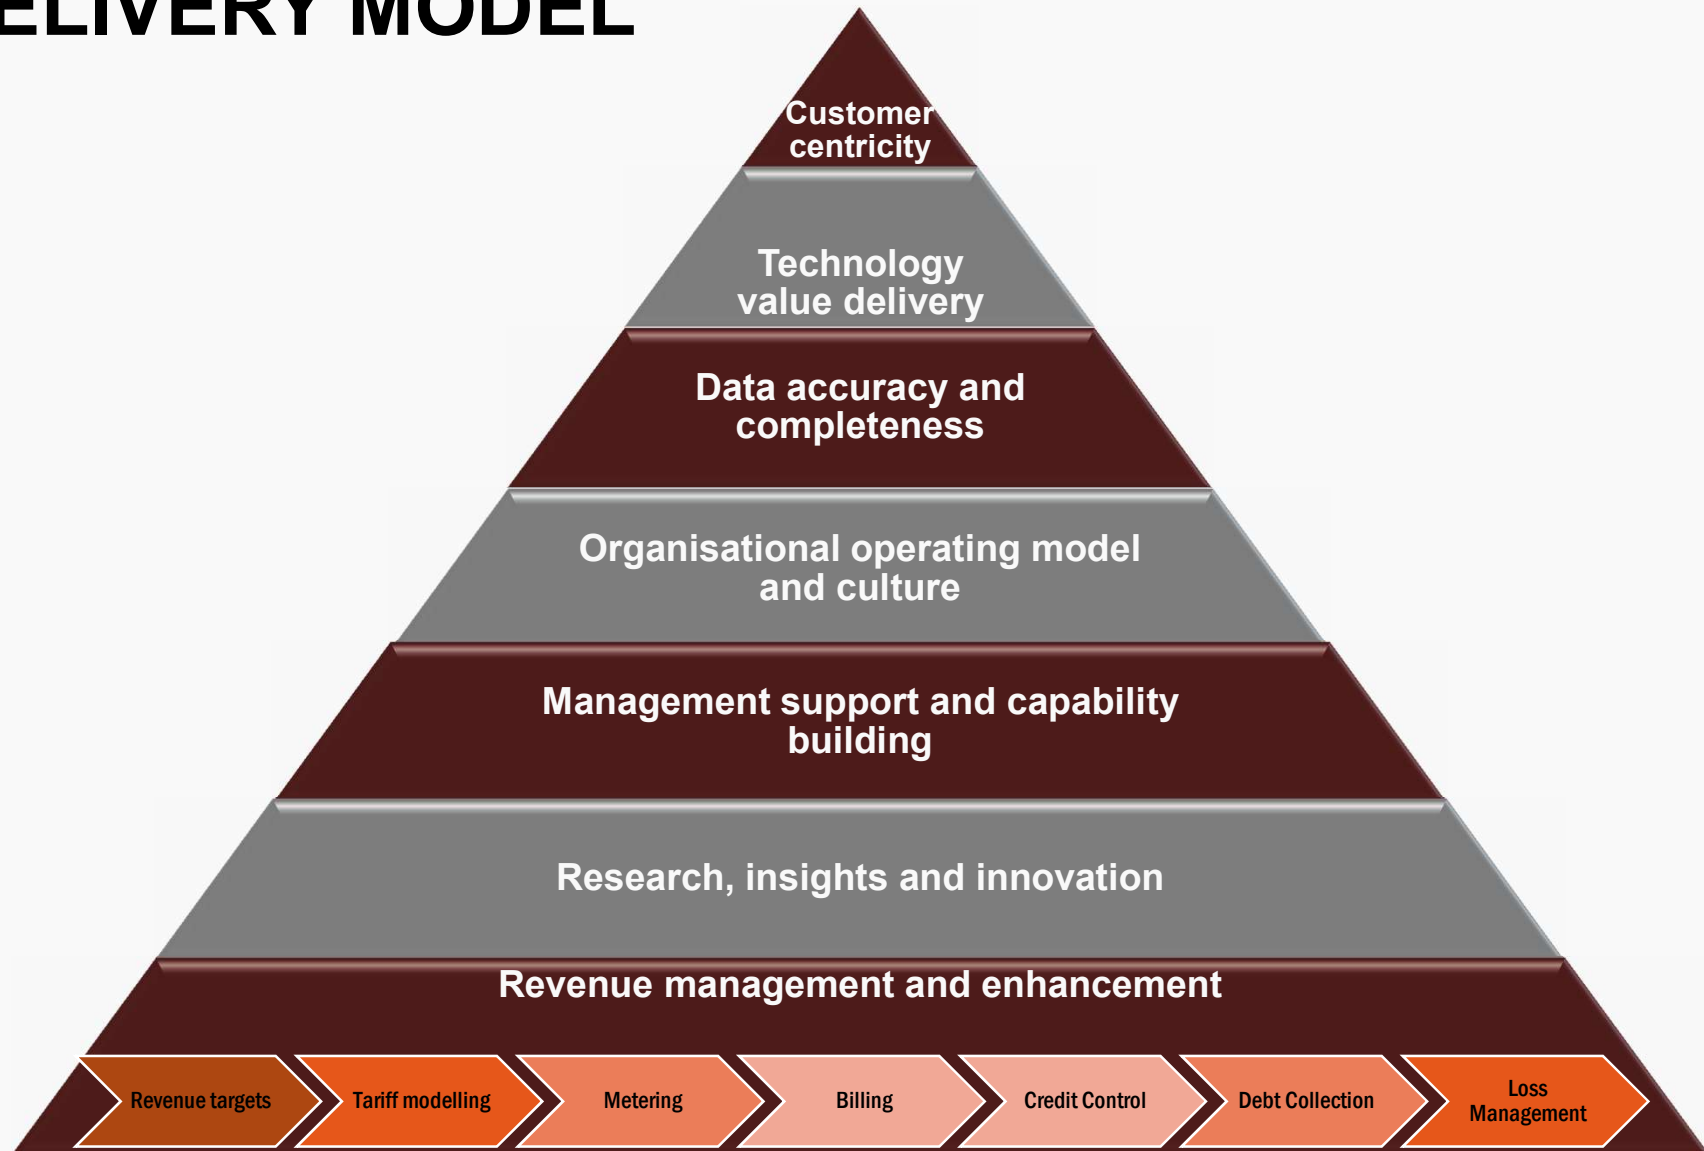 ELIVERY MODEL
Customer
centricity
Technology
value delivery
Data accuracy and
completeness
Organisational operating model
and culture
Management support and capability
building
Research, insights and innovation
Revenue management and enhancement
Revenue targets
Tariff modelling
Metering
Billing
Credit Control
Debt Collection
Loss
Management